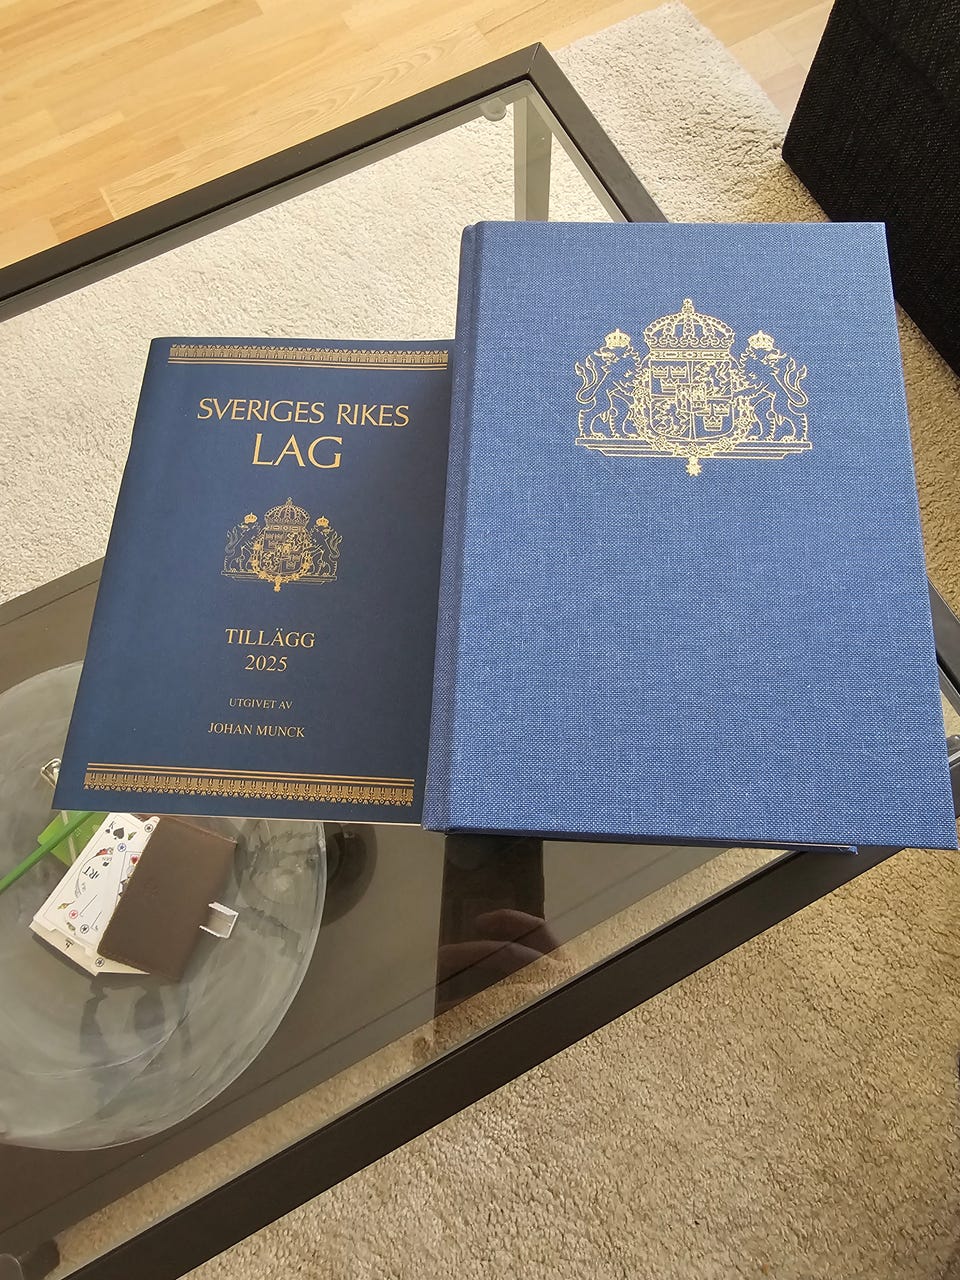 SVERIGES RIKES
LAG
TILLÄGG
2025
UTGIVET AV
JOHAN MUNCK